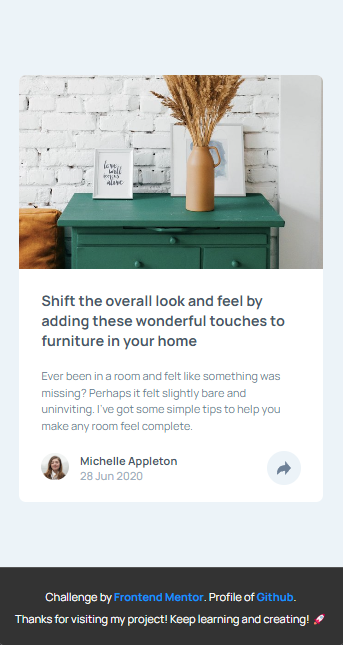 love
well
alive
Shift the overall look and feel by
adding these wonderful touches to
furniture in your home
Ever been in a room and felt like something was
missing? Perhaps it felt slightly bare and
uninviting. I've got some simple tips to help you
make any room feel complete.
Michelle Appleton
28 Jun 2020
Challenge by Frontend Mentor. Profile of Github.
Thanks for visiting my project! Keep learning and creating! 🚀